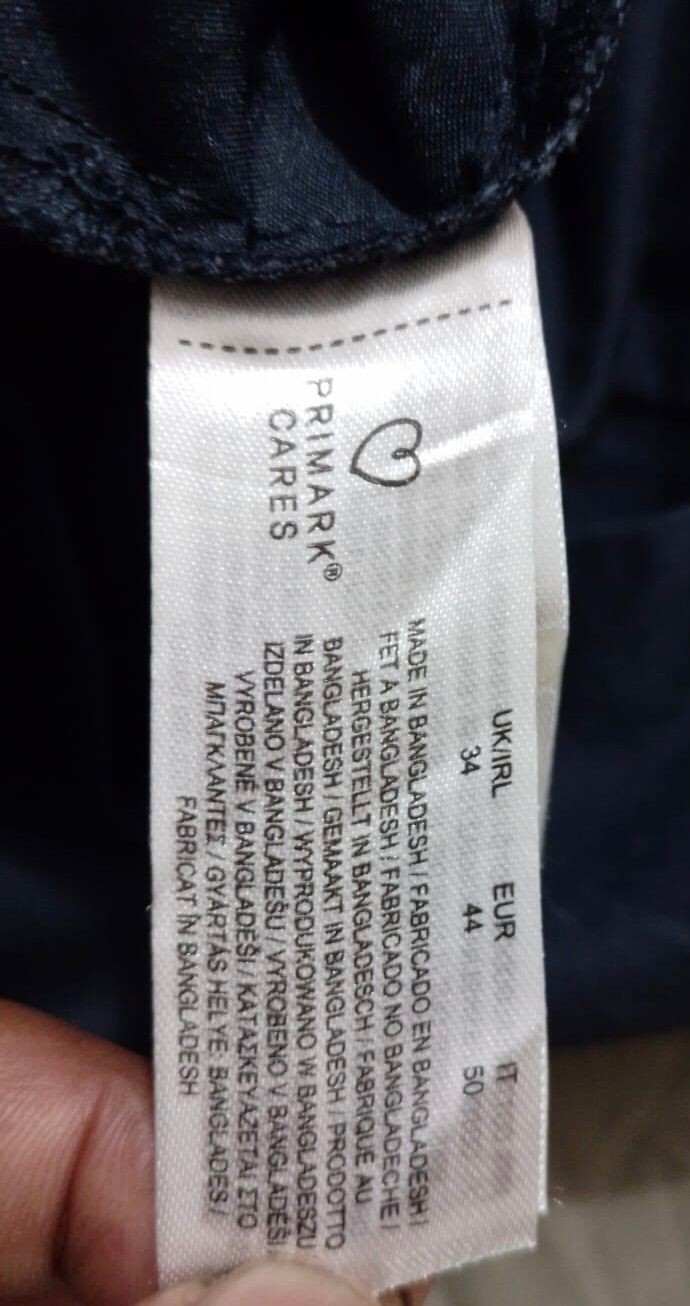 UK/IRL EUR IT
34 44 50
MADE IN BANGLADESH / FABRICADO EN BANGLADESH /
FET A BANGLADESH / FABRICADO NO BANGLADECHE /
HERGESTELLT IN BANGLADESCH / FABRIQUÉ AU
BANGLADESH / GEMAAKT IN BANGLADESH / PRODOTTO
IN BANGLADESH / WYPRODUKOWANO W BANGLADESZU
IZDELANO V BANGLADEŠU / VYROBENO V BANGLADÉŠI
VYROBENÉ V BANGLADÉŠI / ΚΑΤΑΣΚΕΥΑΖΕΤΑΙ ΣΤΟ
ΜΠΑΓΚΛΑΝΤΕΣ / GYÁRTÁS HELYE: BANGLADES /
FABRICAT ÎN BANGLADESH
PRIMARK®
CARES